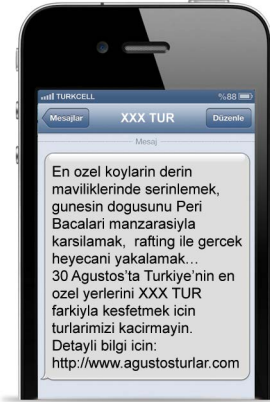 TURKCELL %88
Mesajlar XXX TUR Düzenle
Mesaj
En ozel koylarin derin
maviliklerinde serinlemek,
gunesin dogusunu Peri
Bacalari manzarasiyla
karsilamak, rafting ile gercek
heyecani yakalamak…
30 Agustos'ta Turkiye'nin en
ozel yerlerini XXX TUR
farkiyla kesfetmek icin
turlarimizi kacirmayin.
Detayli bilgi icin:
http://www.agustosturlar.com